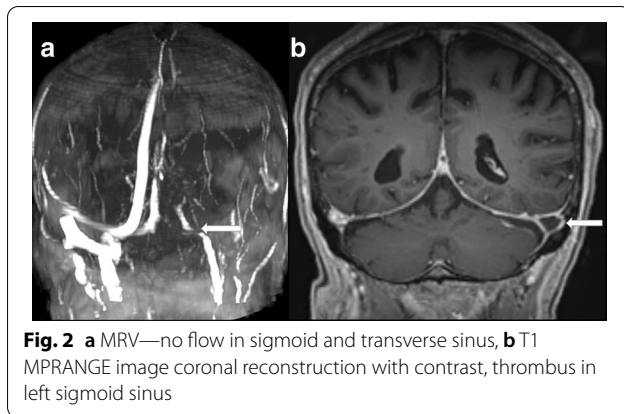 a
b
Fig. 2 a MRV—no flow in sigmoid and transverse sinus, b T1
MPRANGE image coronal reconstruction with contrast, thrombus in
left sigmoid sinus